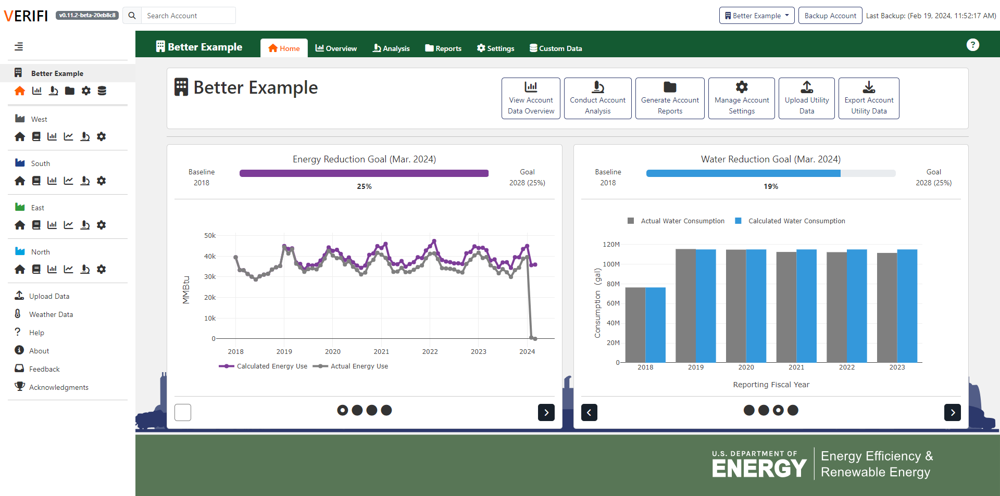 VERIFI v0.11.2-beta-20eb8c8 Search Account Better Example Backup Account Last Backup: (Feb 19, 2024, 11:52:17 AM)
Better Example Home Overview Analysis Reports Settings Custom Data ?
Better Example
West
South
East
North
Upload Data
Weather Data
? Help
About
Feedback
Acknowledgments
Better Example
View Account
Data Overview
Conduct Account
Analysis
Generate Account
Reports
Manage Account
Settings
Upload Utility
Data
Export Account
Utility Data
Energy Reduction Goal (Mar. 2024)
Baseline
2018
25%
Goal
2028 (25%)
MMBtu
50k
40k
30k
20k
10k
0
2018 2019 2020 2021 2022 2023 2024
Calculated Energy Use Actual Energy Use
Water Reduction Goal (Mar. 2024)
Baseline
2018
19%
Goal
2028 (25%)
Actual Water Consumption Calculated Water Consumption
Consumption (gal)
120M
100M
80M
60M
40M
20M
0
2018 2019 2020 2021 2022 2023
Reporting Fiscal Year
U.S. DEPARTMENT OF
ENERGY
Energy Efficiency &
Renewable Energy